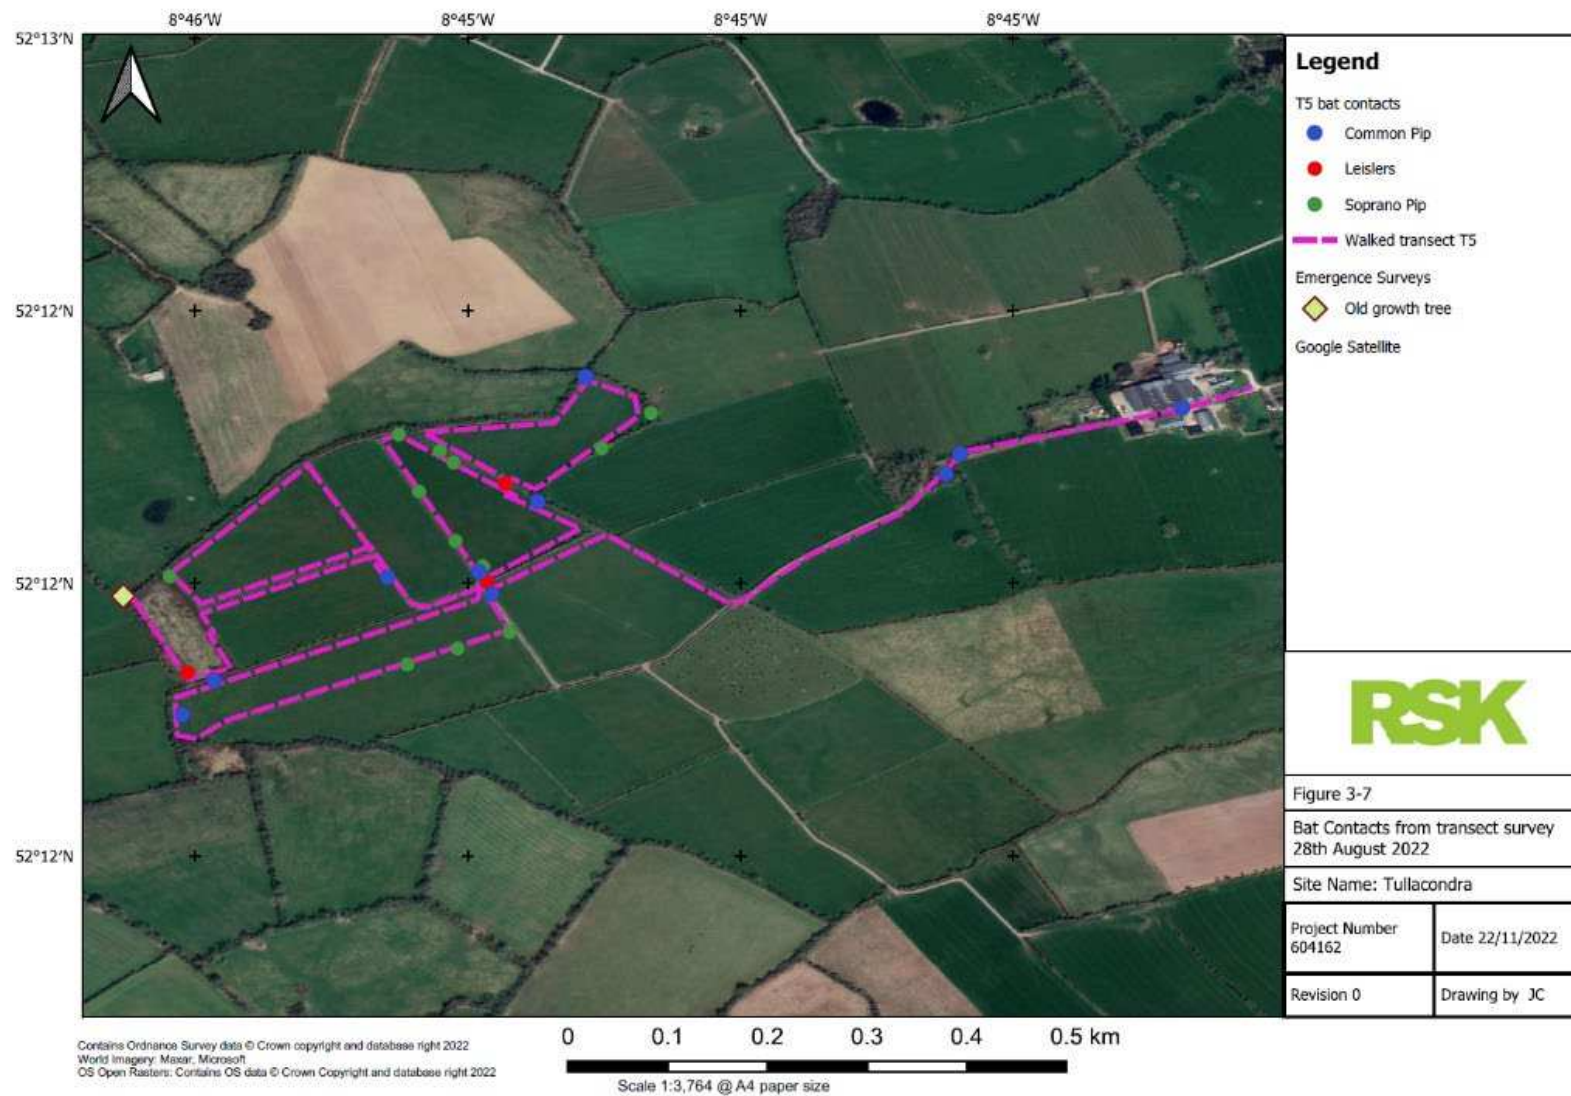 8°46'W 8°45'W 8°45'W 8°45'W
52°13'N
52°12'N
52°12'N
52°12'N
Legend
T5 bat contacts
Common Pip
Leislers
Soprano Pip
Walked transect T5
Emergence Surveys
Old growth tree
Google Satellite
RSK
Figure 3-7
Bat Contacts from transect survey
28th August 2022
Site Name: Tullacondra
Project Number
604162
Date 22/11/2022
Revision 0
Drawing by JC
Contains Ordnance Survey data © Crown copyright and database right 2022
World Imagery: Maxar, Microsoft
OS Open Rasters: Contains OS data © Crown Copyright and database right 2022
0 0.1 0.2 0.3 0.4 0.5 km
Scale 1:3,764 @ A4 paper size